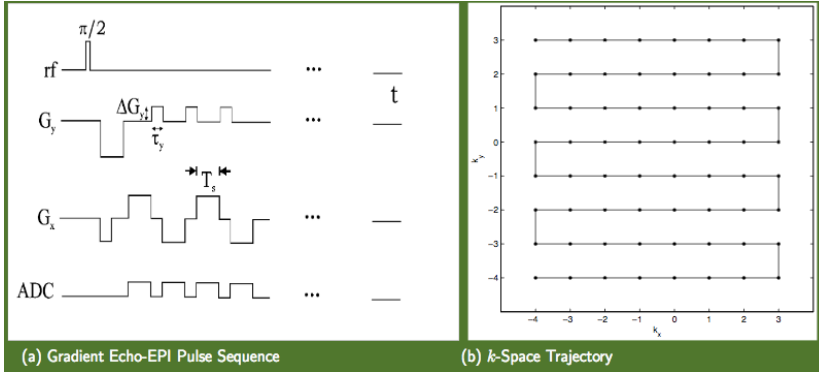 π/2
rf
...
t
ΔG_y
G_y
...
τ_y
T_s
G_x
...
ADC
...
(a) Gradient Echo-EPI Pulse Sequence
3
2
1
0
−1
−2
−3
−4
k_y
−4 −3 −2 −1 0 1 2 3
k_x
(b) k-Space Trajectory